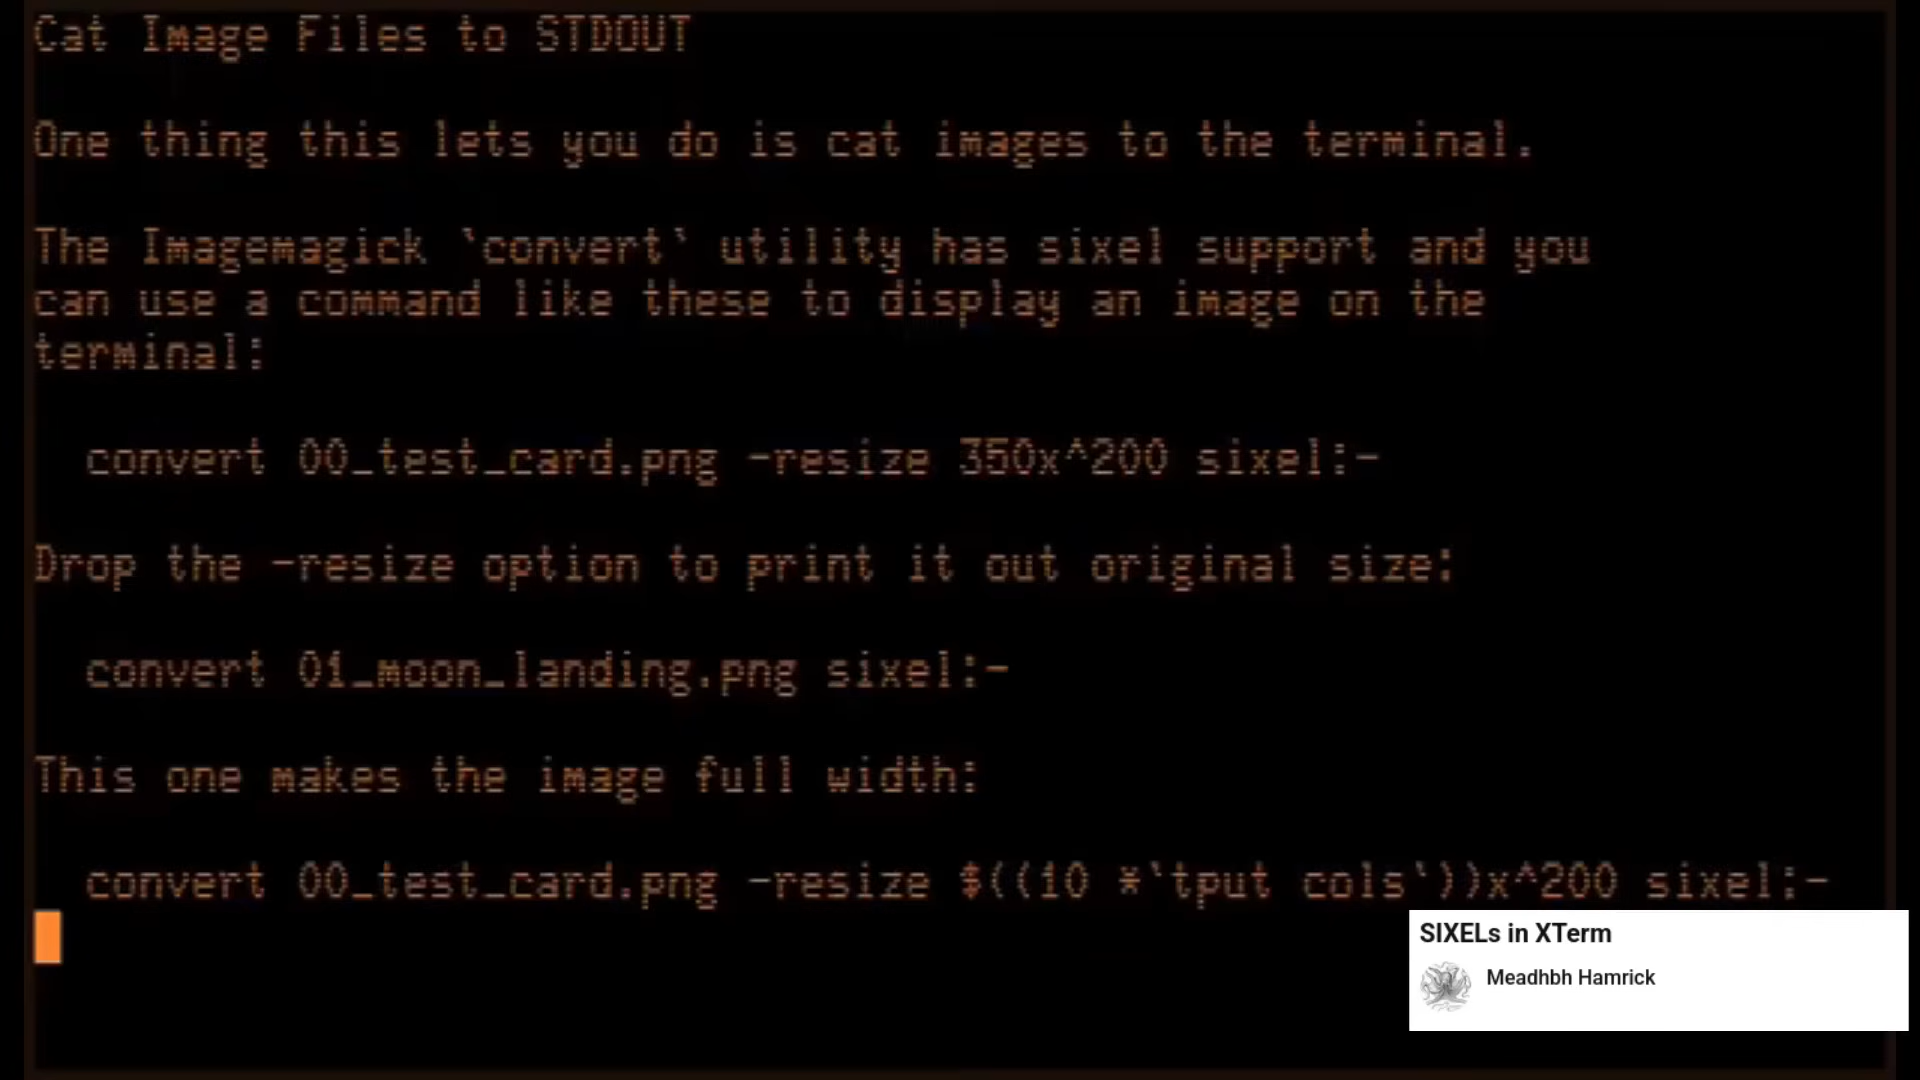 Cat Image Files to STDOUT
One thing this lets you do is cat images to the terminal.
The Imagemagick `convert` utility has sixel support and you
can use a command like these to display an image on the
terminal:
convert 00_test_card.png -resize 350x^200 sixel:-
Drop the -resize option to print it out original size:
convert 01_moon_landing.png sixel:-
This one makes the image full width:
convert 00_test_card.png -resize $((10 *`tput cols`))x^200 sixel:-
SIXELs in XTerm
Meadhbh Hamrick